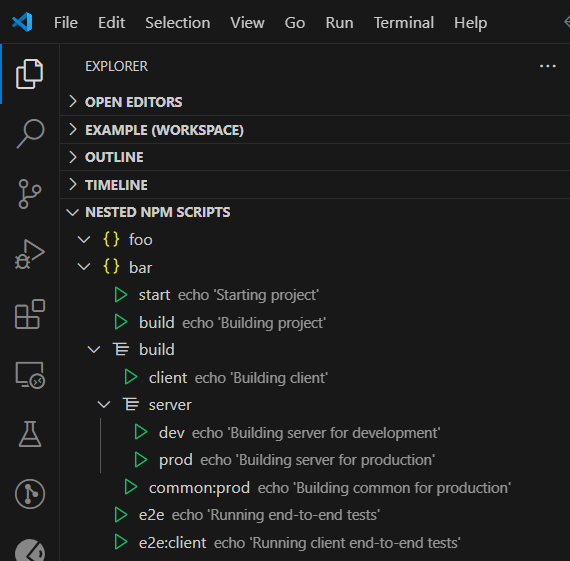 File Edit Selection View Go Run Terminal Help
EXPLORER
OPEN EDITORS
EXAMPLE (WORKSPACE)
OUTLINE
TIMELINE
NESTED NPM SCRIPTS
{} foo
{} bar
start echo 'Starting project'
build echo 'Building project'
build
client echo 'Building client'
server
dev echo 'Building server for development'
prod echo 'Building server for production'
common:prod echo 'Building common for production'
e2e echo 'Running end-to-end tests'
e2e:client echo 'Running client end-to-end tests'